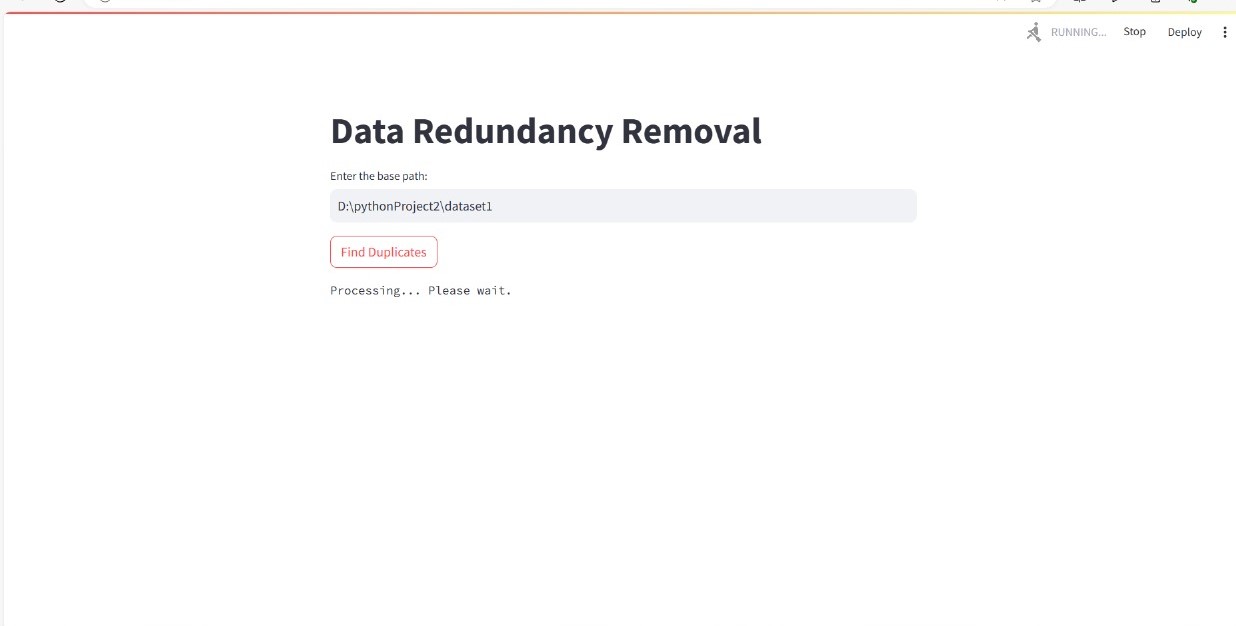 RUNNING... Stop Deploy
Data Redundancy Removal
Enter the base path:
D:\pythonProject2\dataset1
Find Duplicates
Processing... Please wait.